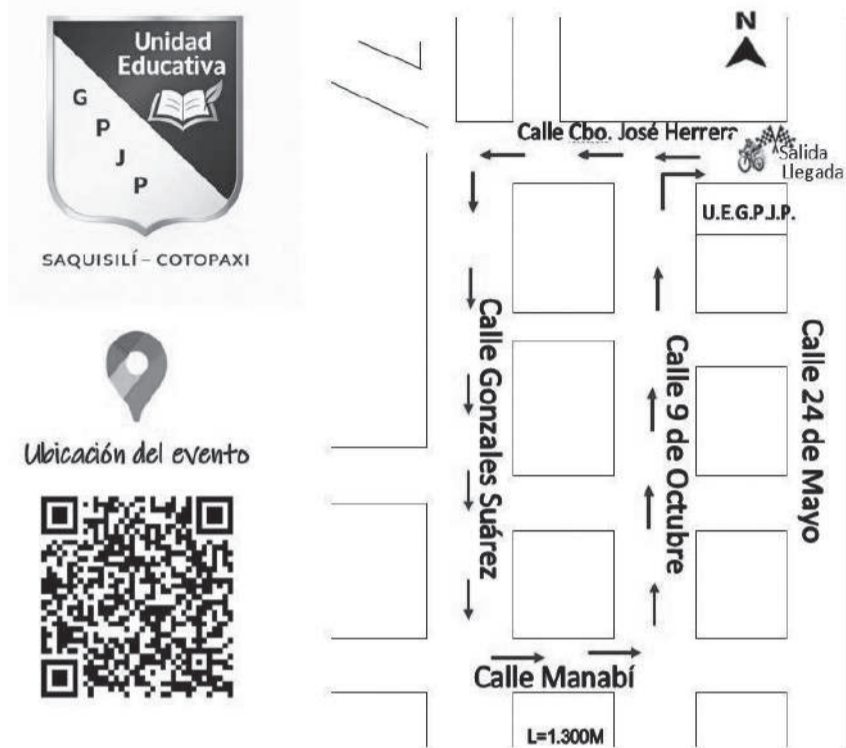 Unidad
Educativa
G
P
J
P
SAQUISILÍ – COTOPAXI
Ubicación del evento
N
Calle Cbo. José Herrera
Salida
Llegada
U.E.G.P.J.P.
Calle Gonzales Suárez
Calle 9 de Octubre
Calle 24 de Mayo
Calle Manabí
L=1.300M